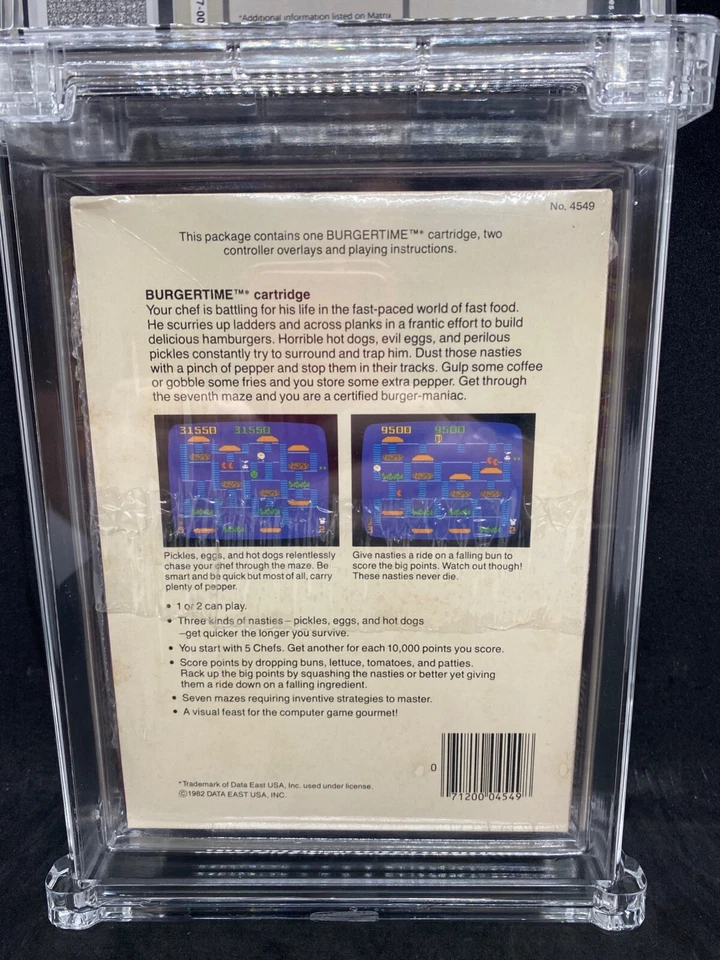 7-00
*Additional information listed on Matrix
No. 4549
This package contains one BURGERTIME™* cartridge, two
controller overlays and playing instructions.
BURGERTIME™* cartridge
Your chef is battling for his life in the fast-paced world of fast food.
He scurries up ladders and across planks in a frantic effort to build
delicious hamburgers. Horrible hot dogs, evil eggs, and perilous
pickles constantly try to surround and trap him. Dust those nasties
with a pinch of pepper and stop them in their tracks. Gulp some coffee
or gobble some fries and you store some extra pepper. Get through
the seventh maze and you are a certified burger-maniac.
31550 31550
9500 9500
Pickles, eggs, and hot dogs relentlessly
chase your chef through the maze. Be
smart and be quick but most of all, carry
plenty of pepper.
Give nasties a ride on a falling bun to
score the big points. Watch out though!
These nasties never die.
• 1 or 2 can play.
• Three kinds of nasties – pickles, eggs, and hot dogs
–get quicker the longer you survive.
• You start with 5 Chefs. Get another for each 10,000 points you score.
• Score points by dropping buns, lettuce, tomatoes, and patties.
Rack up the big points by squashing the nasties or better yet giving
them a ride down on a falling ingredient.
• Seven mazes requiring inventive strategies to master.
• A visual feast for the computer game gourmet!
*Trademark of Data East USA, Inc. used under license.
©1982 DATA EAST USA, INC.
0 71200 04549